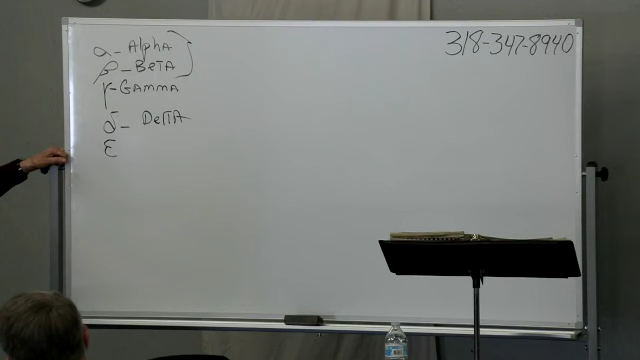 α - Alpha
β - BeTA
γ - GAMMA
δ - DelTA
ε
318-347-8940